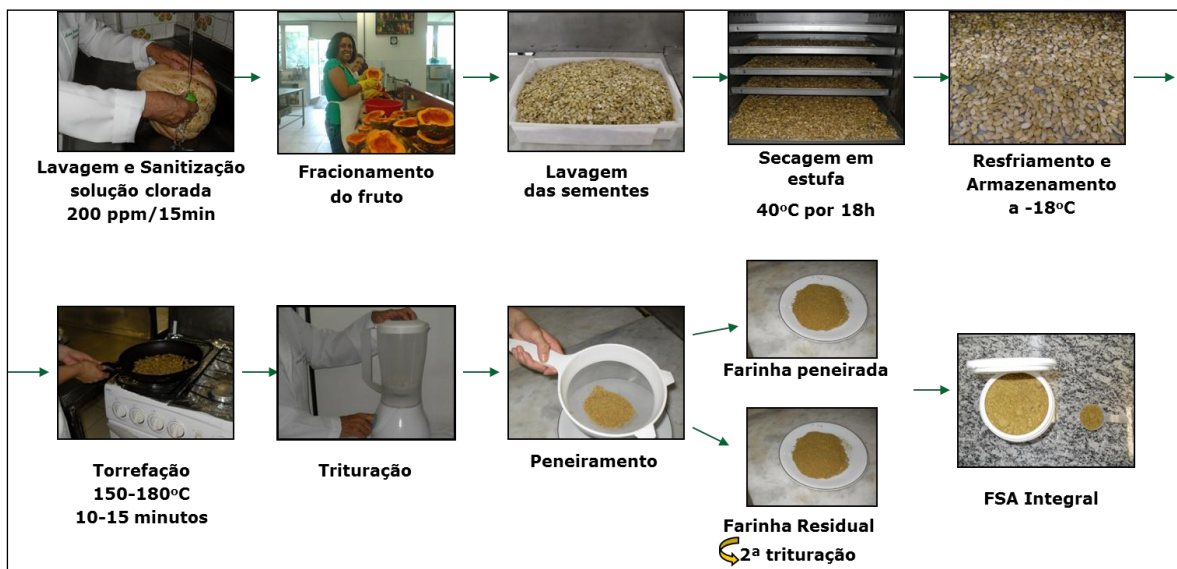 Lavagem e Sanitização
solução clorada
200 ppm/15min
Fracionamento
do fruto
Lavagem
das sementes
Secagem em
estufa
40ºC por 18h
Resfriamento e
Armazenamento
a -18ºC
Torrefação
150-180ºC
10-15 minutos
Trituração
Peneiramento
Farinha peneirada
Farinha Residual
2ª trituração
FSA Integral